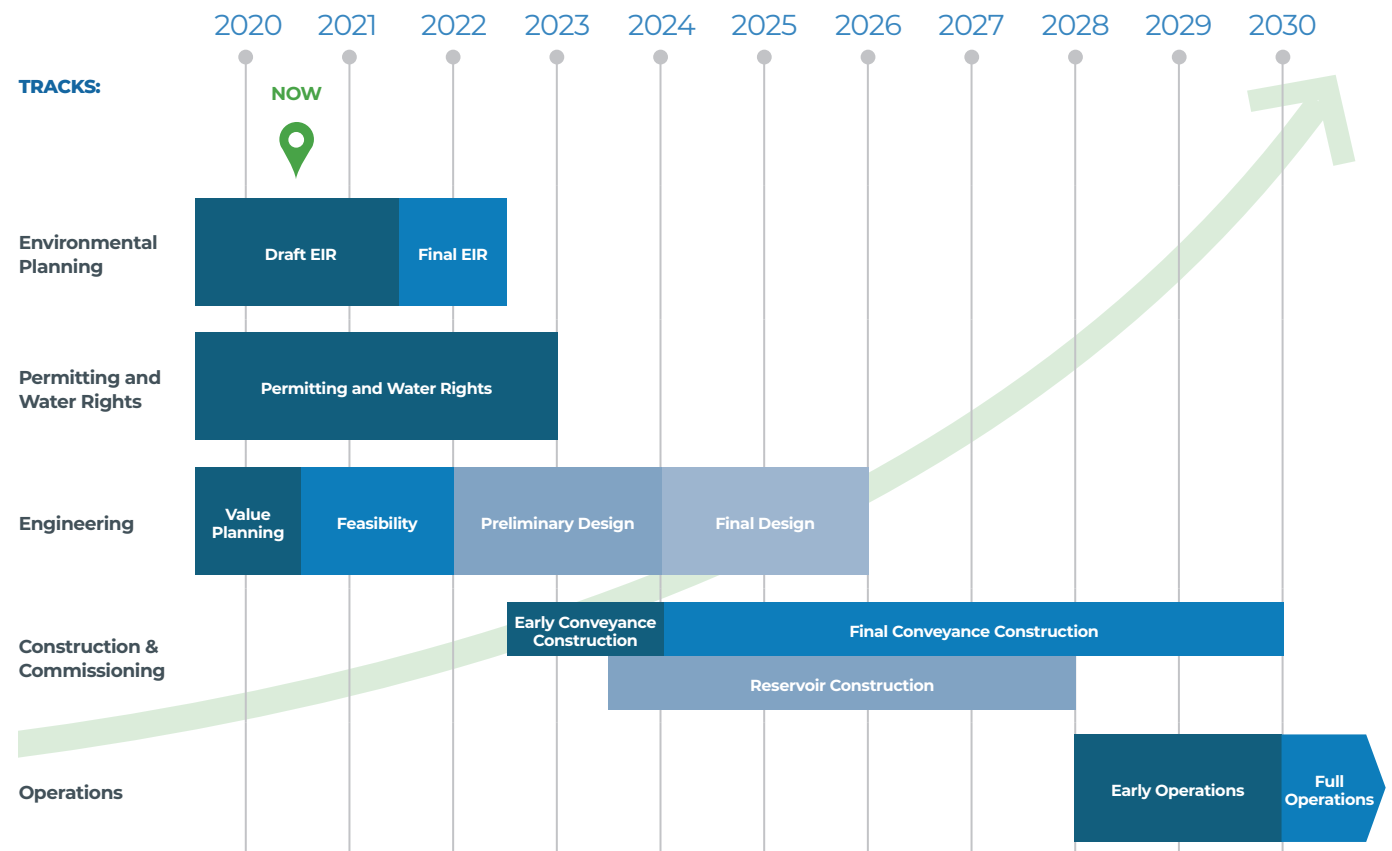 2020 2021 2022 2023 2024 2025 2026 2027 2028 2029 2030
TRACKS:
NOW
Environmental
Planning
Draft EIR
Final EIR
Permitting and
Water Rights
Permitting and Water Rights
Engineering
Value
Planning
Feasibility
Preliminary Design
Final Design
Construction &
Commissioning
Early Conveyance
Construction
Final Conveyance Construction
Reservoir Construction
Operations
Early Operations
Full
Operations